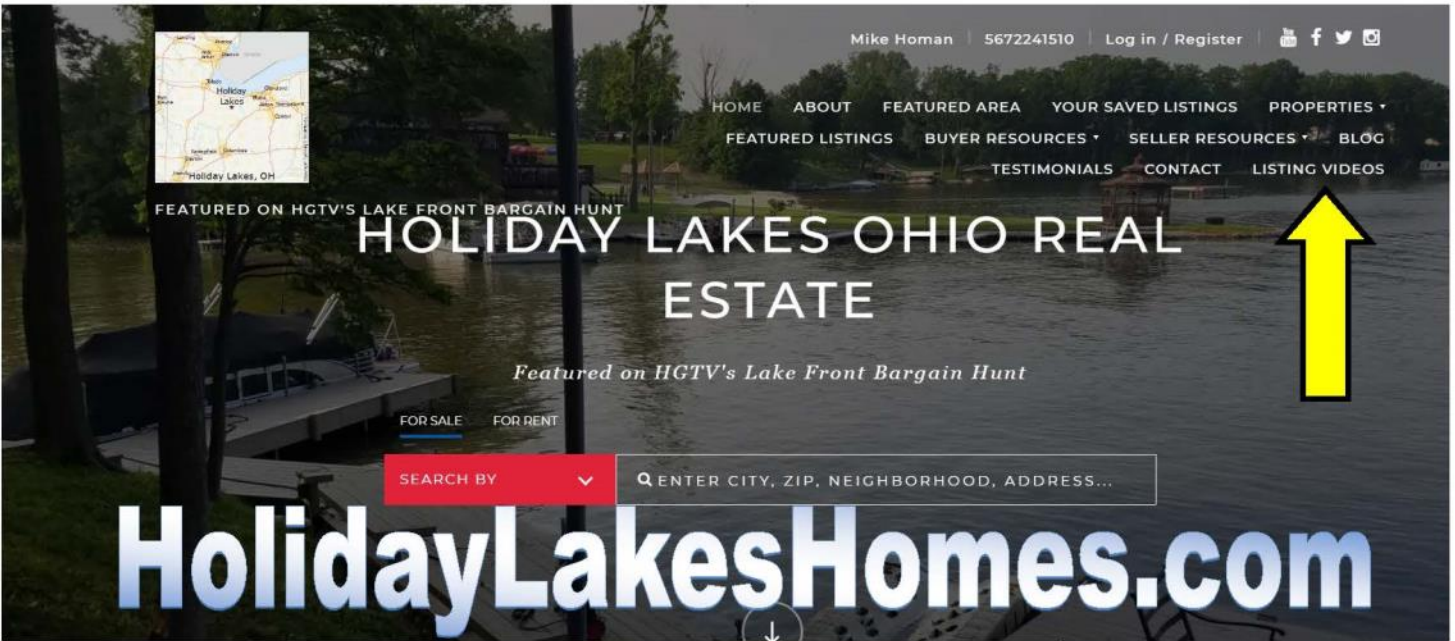 Mike Homan 5672241510 Log in / Register
Holiday
Lakes
Holiday Lakes, OH
HOME ABOUT FEATURED AREA YOUR SAVED LISTINGS PROPERTIES
FEATURED LISTINGS BUYER RESOURCES SELLER RESOURCES BLOG
TESTIMONIALS CONTACT LISTING VIDEOS
FEATURED ON HGTV'S LAKE FRONT BARGAIN HUNT
HOLIDAY LAKES OHIO REAL
ESTATE
Featured on HGTV's Lake Front Bargain Hunt
FOR SALE FOR RENT
SEARCH BY ENTER CITY, ZIP, NEIGHBORHOOD, ADDRESS...
HolidayLakesHomes.com